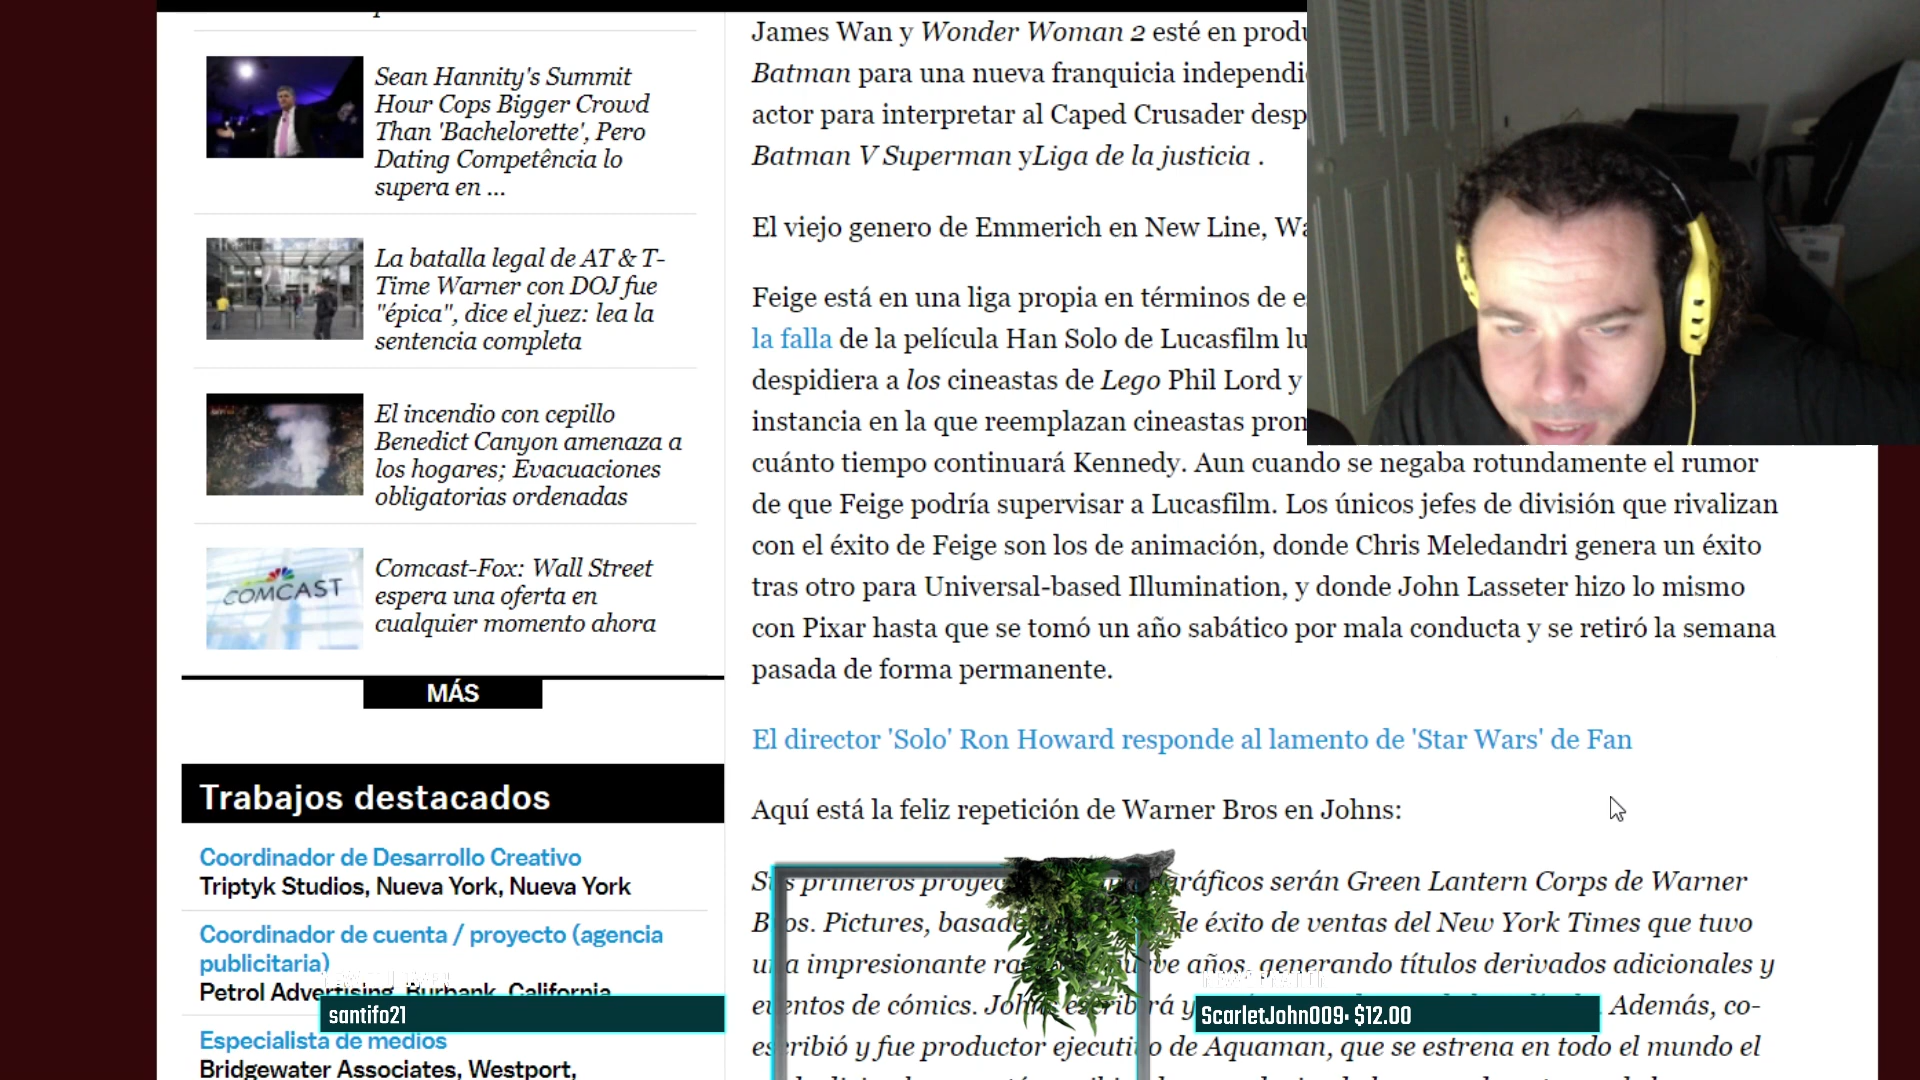 Sean Hannity's Summit
Hour Cops Bigger Crowd
Than 'Bachelorette', Pero
Dating Competência lo
supera en ...
La batalla legal de AT & T-
Time Warner con DOJ fue
"épica", dice el juez: lea la
sentencia completa
El incendio con cepillo
Benedict Canyon amenaza a
los hogares; Evacuaciones
obligatorias ordenadas
COMCAST
Comcast-Fox: Wall Street
espera una oferta en
cualquier momento ahora
MÁS
Trabajos destacados
Coordinador de Desarrollo Creativo
Triptyk Studios, Nueva York, Nueva York
Coordinador de cuenta / proyecto (agencia
publicitaria)
Petrol Advertising, Burbank, California
santifo21
Especialista de medios
Bridgewater Associates, Westport,
James Wan y Wonder Woman 2 esté en
Batman para una nueva franquicia
actor para interpretar al Caped Crusader
Batman V Superman yLiga de la justicia .
El viejo genero de Emmerich en New Line,
Feige está en una liga propia en términos de
la falla de la película Han Solo de Lucasfilm
despidiera a los cineastas de Lego Phil Lord y
instancia en la que reemplazan cineastas
cuánto tiempo continuará Kennedy. Aun cuando se negaba rotundamente el rumor
de que Feige podría supervisar a Lucasfilm. Los únicos jefes de división que rivalizan
con el éxito de Feige son los de animación, donde Chris Meledandri genera un éxito
tras otro para Universal-based Illumination, y donde John Lasseter hizo lo mismo
con Pixar hasta que se tomó un año sabático por mala conducta y se retiró la semana
pasada de forma permanente.
El director 'Solo' Ron Howard responde al lamento de 'Star Wars' de Fan
Aquí está la feliz repetición de Warner Bros en Johns:
Sus primeros serán Green Lantern Corps de Warner
Bros. Pictures, de éxito de ventas del New York Times que tuvo
una impresionante años, generando títulos derivados adicionales y
eventos de cómics. Además, co-
ScarletJohn009· $12.00
escribió y fue productor ejecutivo de Aquaman, que se estrena en todo el mundo el